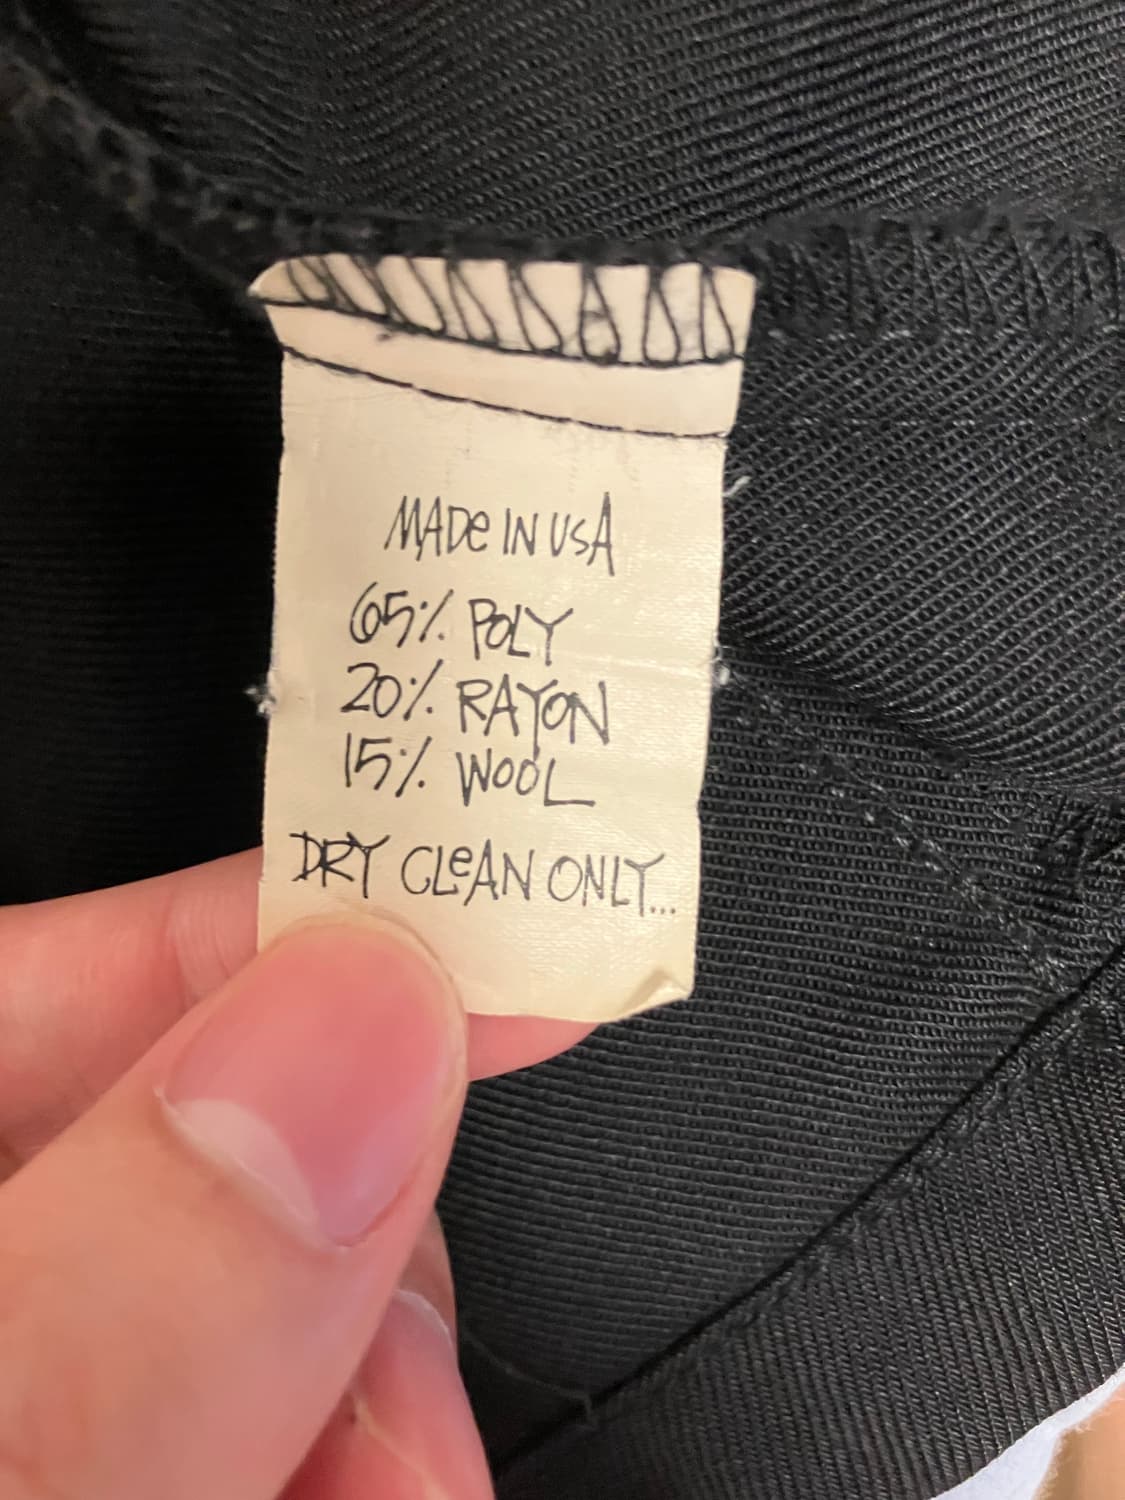 MADe IN USA
65% POLY
20% RAYON
15% WOOL
DRY CLeAN ONLY...